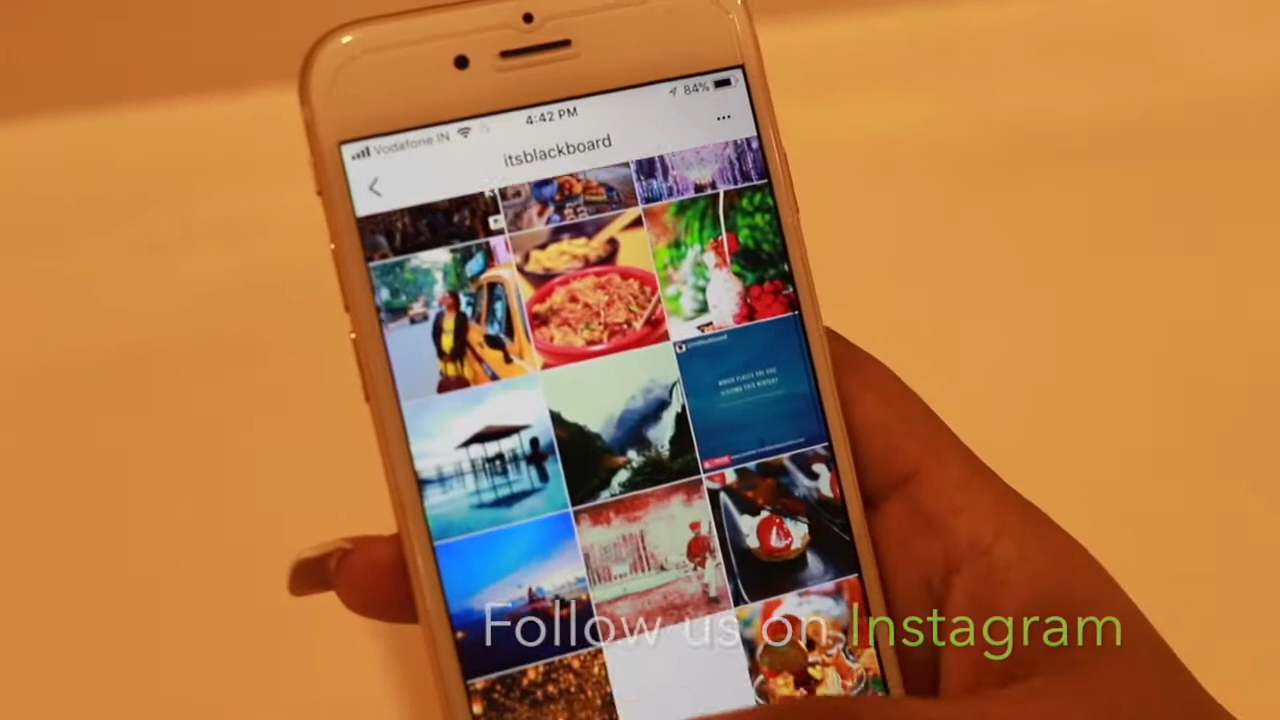 84%
4:42 PM
Vodafone IN
itsblackboard
Follow us on Instagram